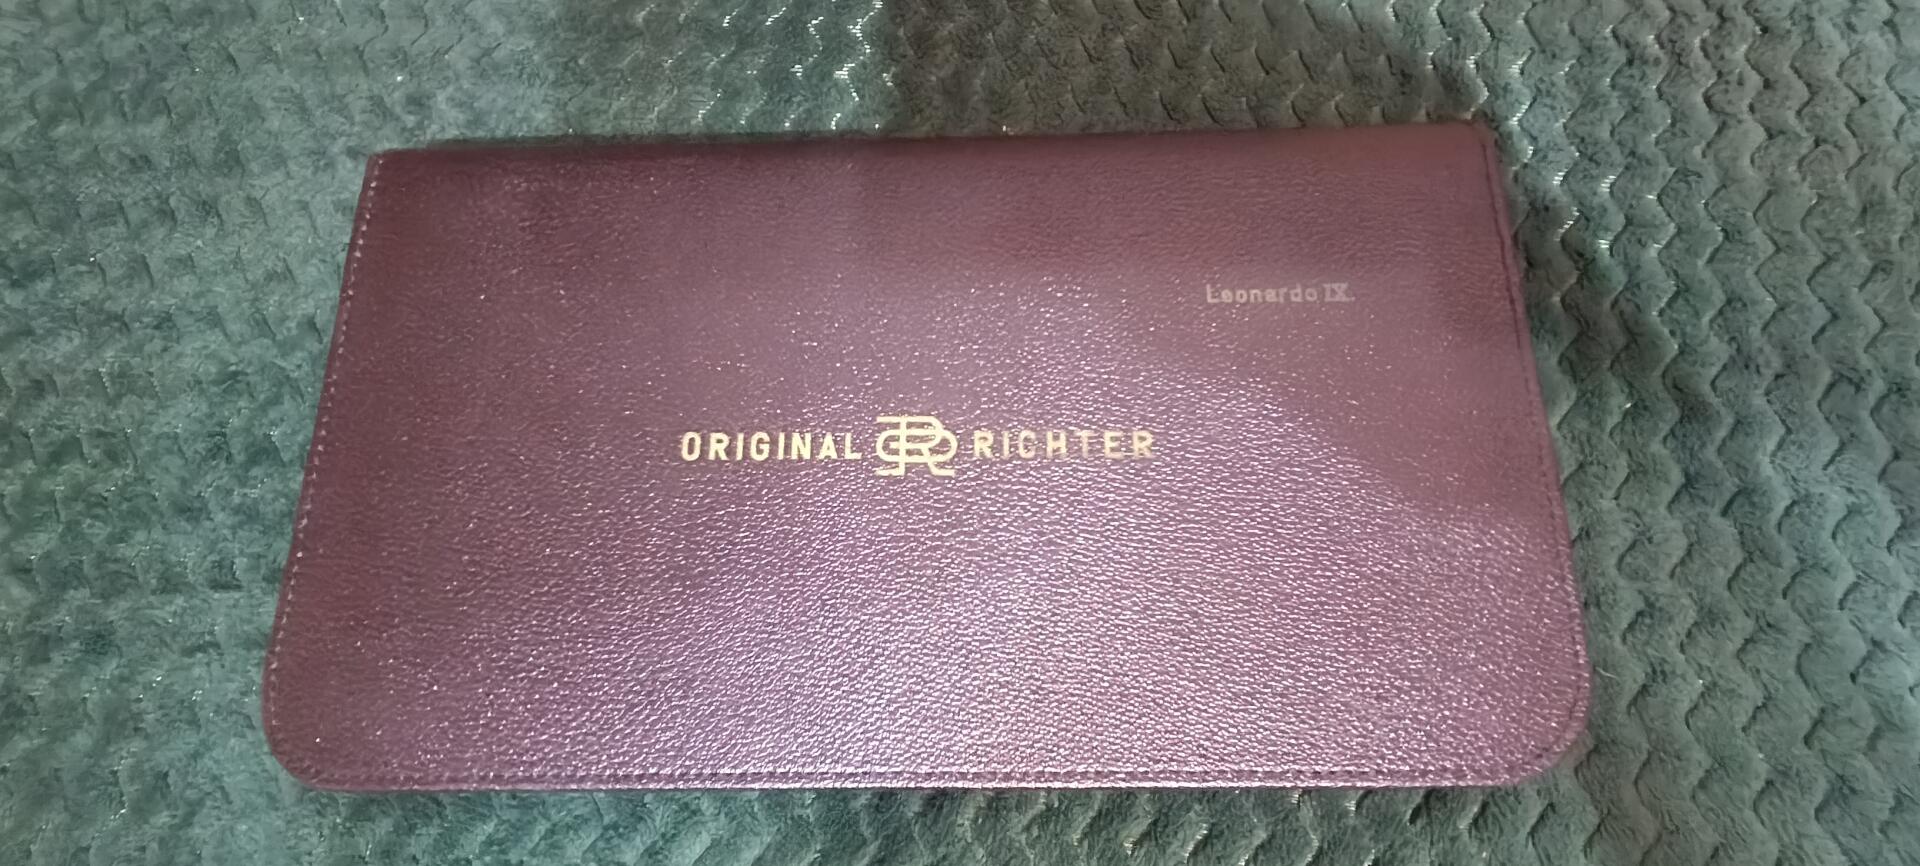 Leonardo IX.
ORIGINAL RICHTER